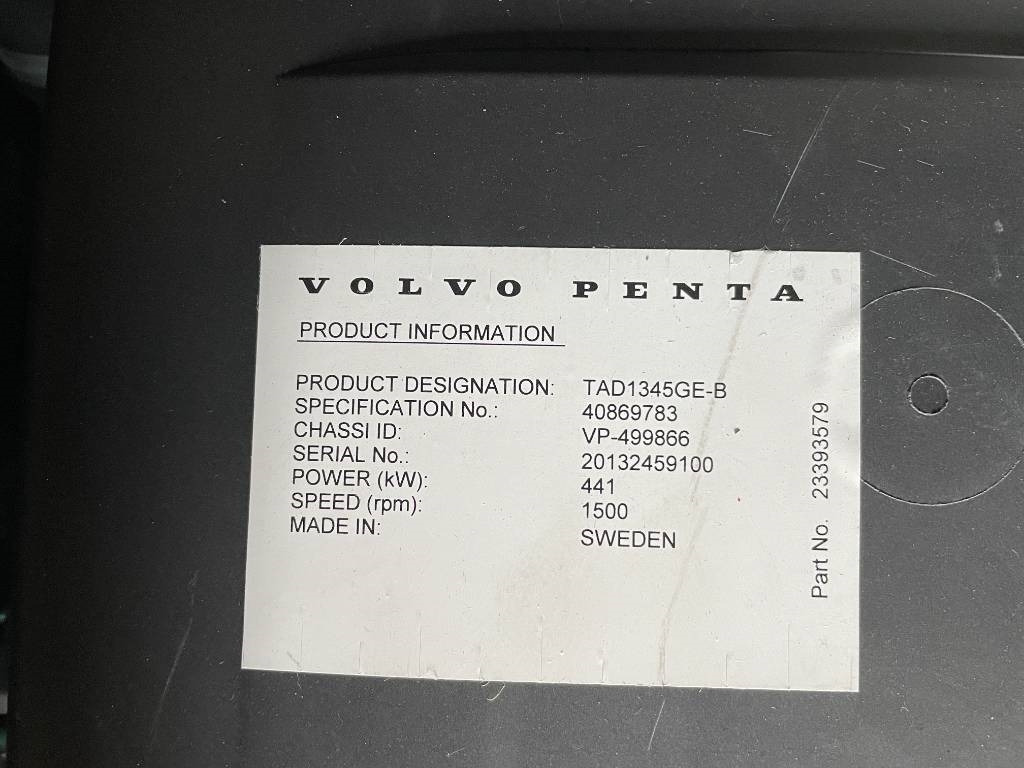 VOLVO PENTA
PRODUCT INFORMATION
PRODUCT DESIGNATION: TAD1345GE-B
SPECIFICATION No.: 40869783
CHASSI ID: VP-499866
SERIAL No.: 20132459100
POWER (kW): 441
SPEED (rpm): 1500
MADE IN: SWEDEN
Part No. 23393579